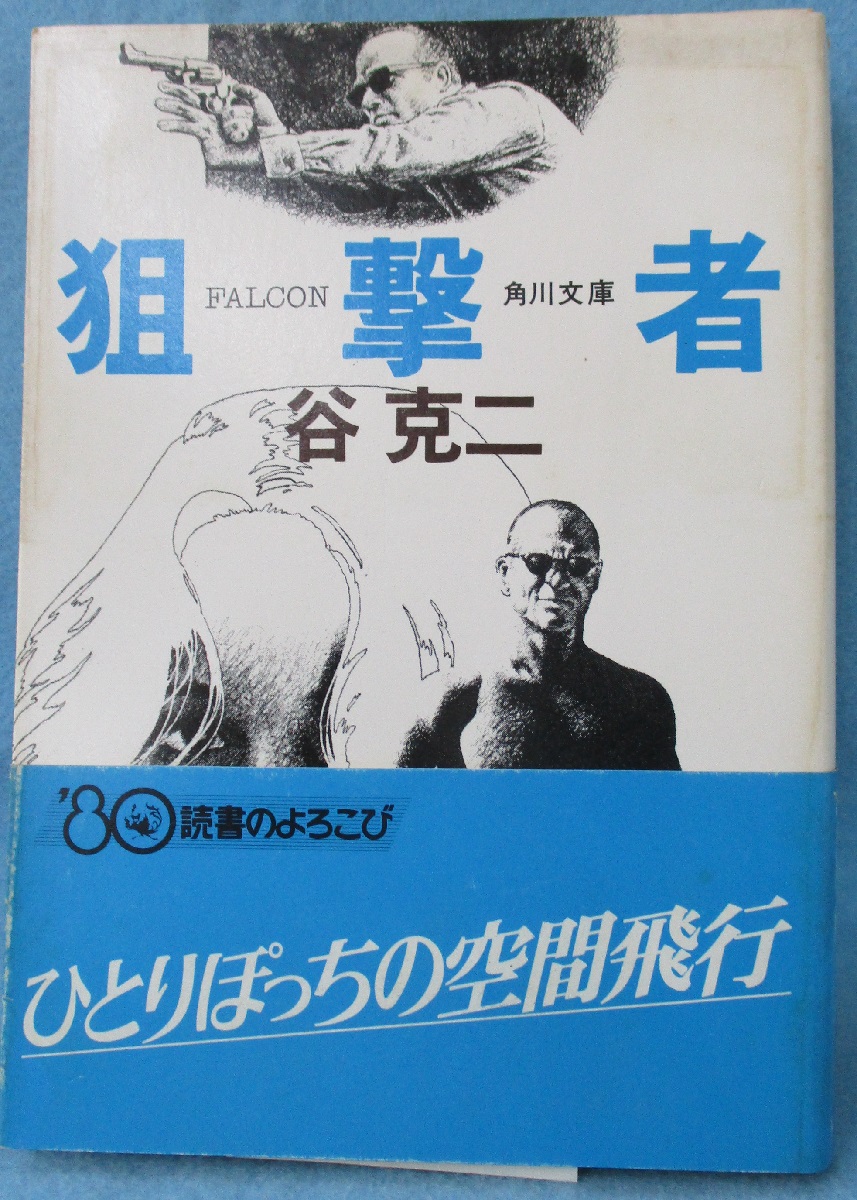 狙撃者
FALCON
角川文庫
谷 克二
'80 読書のよろこび
ひとりぽっちの空間飛行